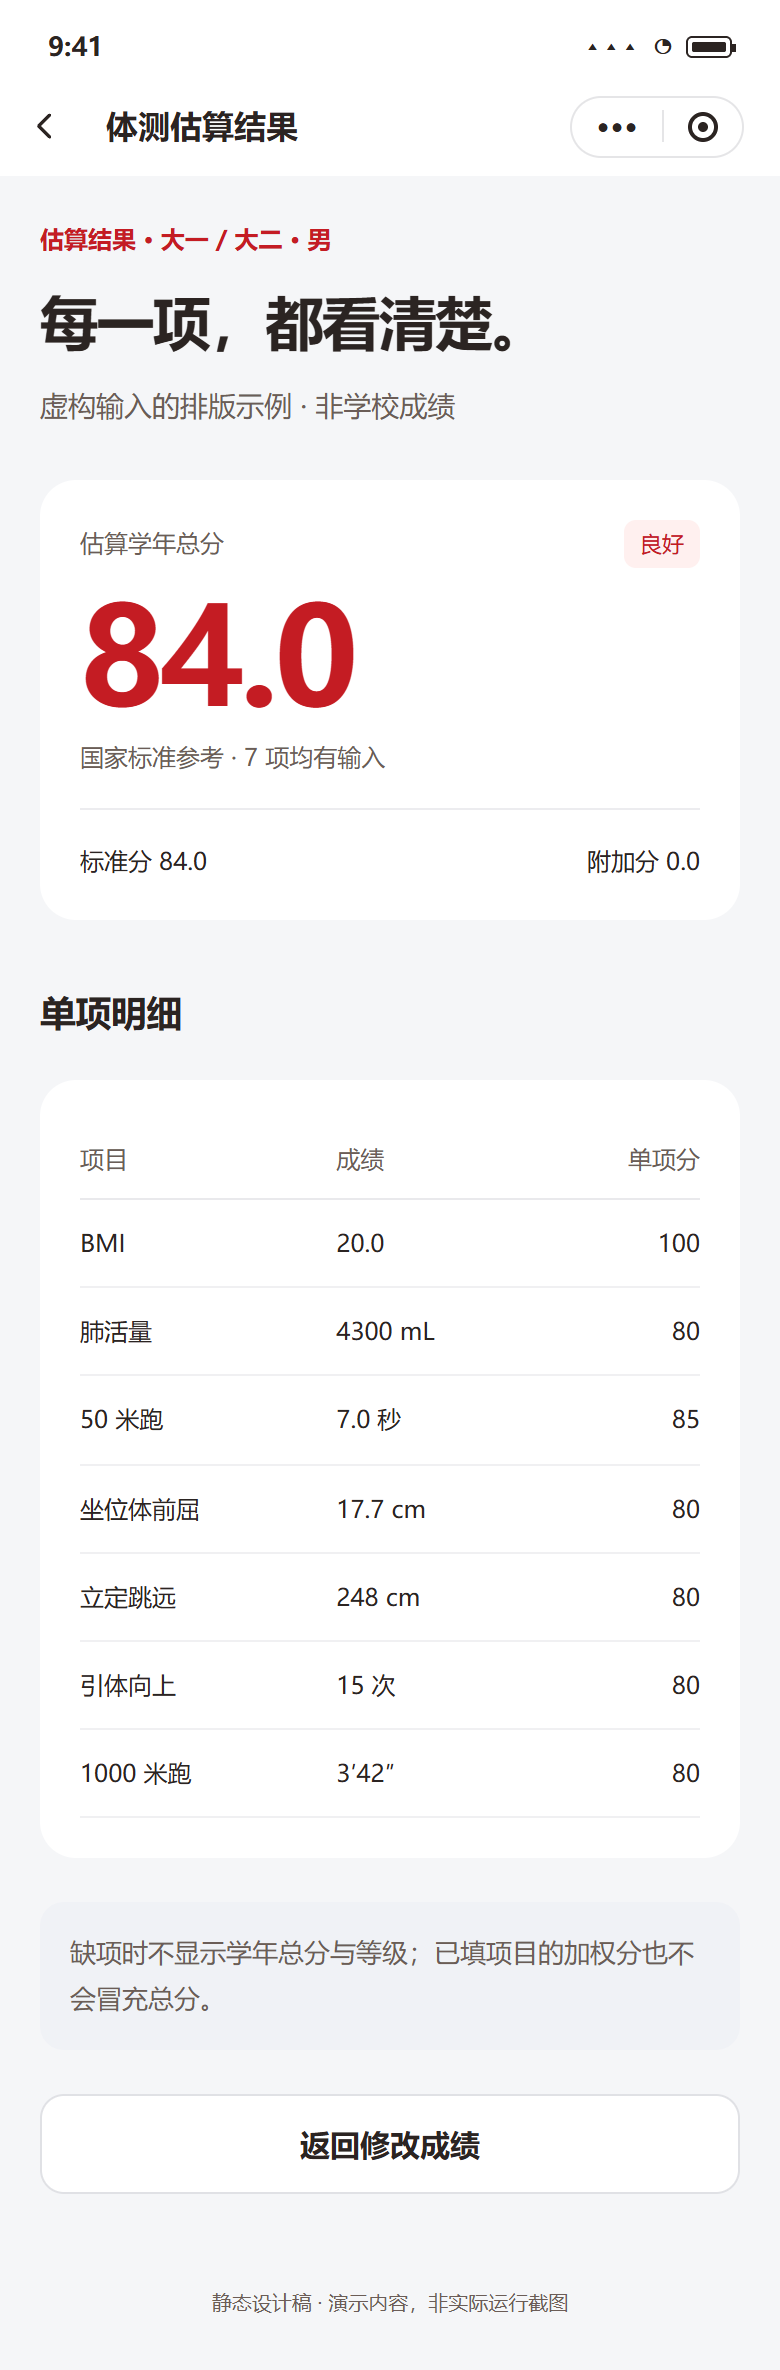 9:41
体测估算结果
估算结果·大一 / 大二·男
每一项，都看清楚。
虚构输入的排版示例 · 非学校成绩
估算学年总分 良好
84.0
国家标准参考 · 7 项均有输入
标准分 84.0 附加分 0.0
单项明细
项目 成绩 单项分
BMI 20.0 100
肺活量 4300 mL 80
50 米跑 7.0 秒 85
坐位体前屈 17.7 cm 80
立定跳远 248 cm 80
引体向上 15 次 80
1000 米跑 3′42″ 80
缺项时不显示学年总分与等级；已填项目的加权分也不
会冒充总分。
返回修改成绩
静态设计稿 · 演示内容，非实际运行截图